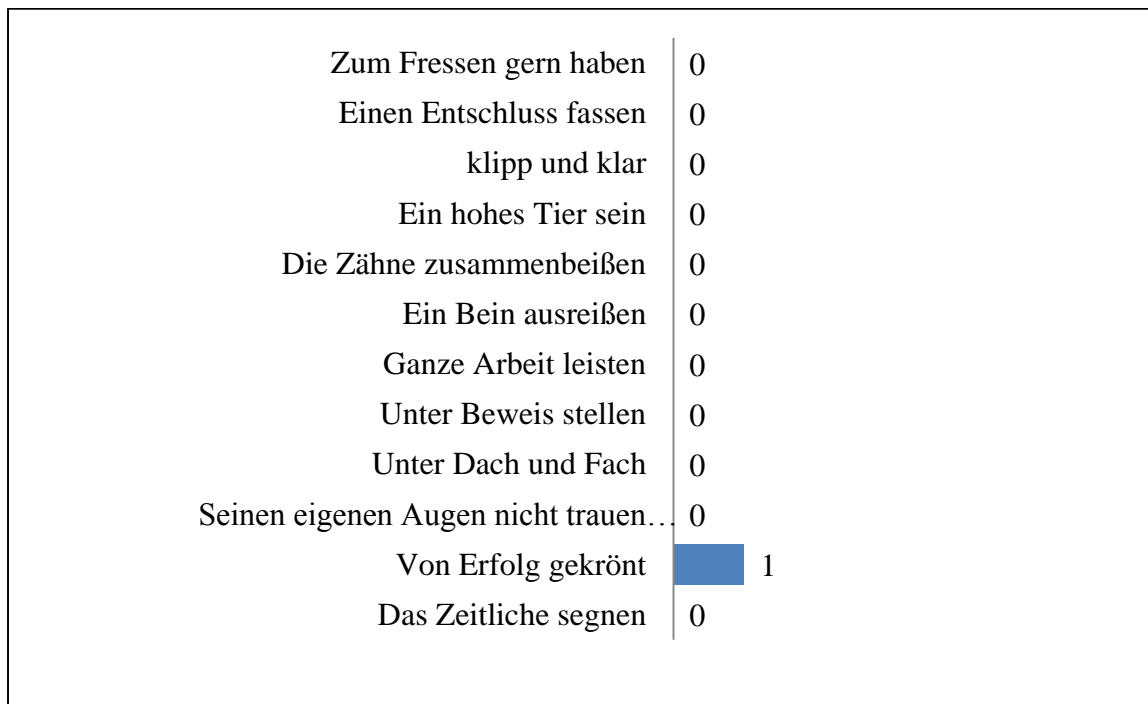 Zum Fressen gern haben 0
Einen Entschluss fassen 0
klipp und klar 0
Ein hohes Tier sein 0
Die Zähne zusammenbeißen 0
Ein Bein ausreißen 0
Ganze Arbeit leisten 0
Unter Beweis stellen 0
Unter Dach und Fach 0
Seinen eigenen Augen nicht trauen… 0
Von Erfolg gekrönt 1
Das Zeitliche segnen 0